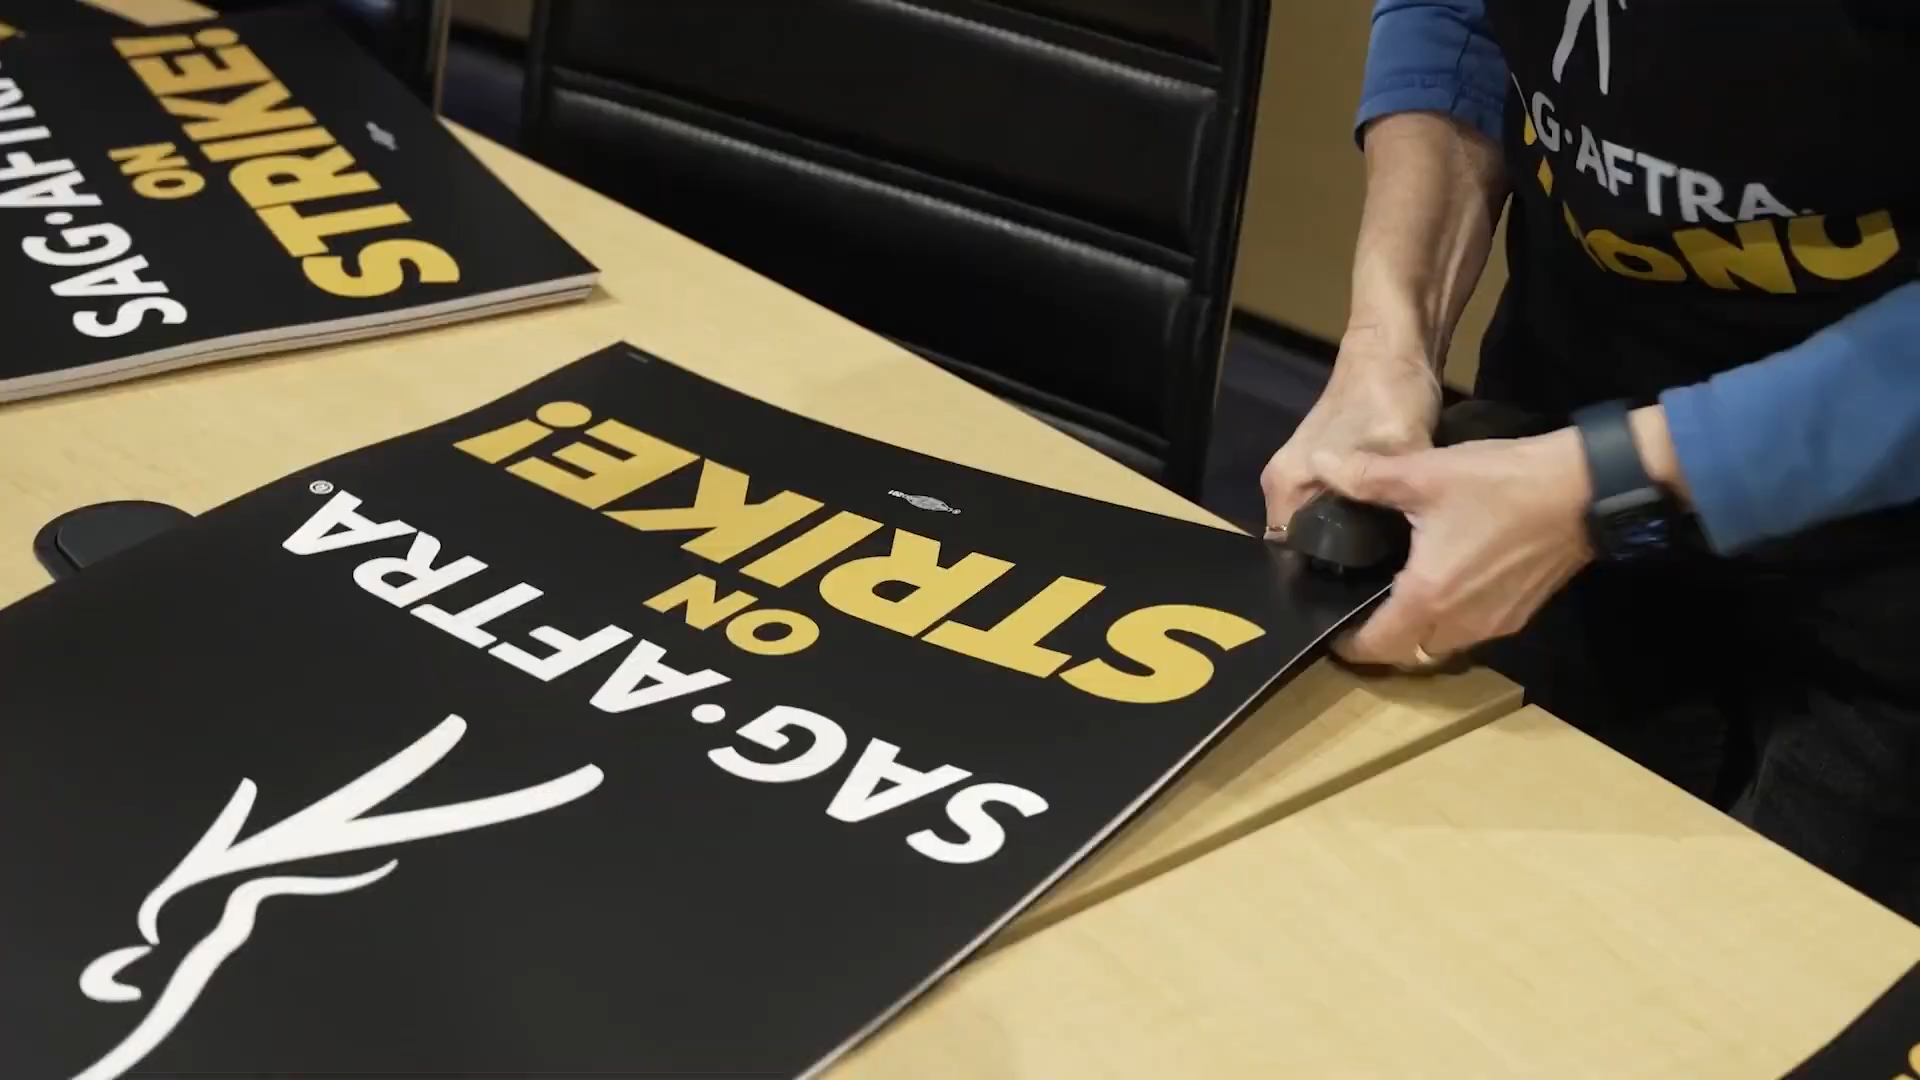 SAG·AFTRA
ON
STRIKE!
SAG·AFTRA®
ON
STRIKE!
G·AFTRA